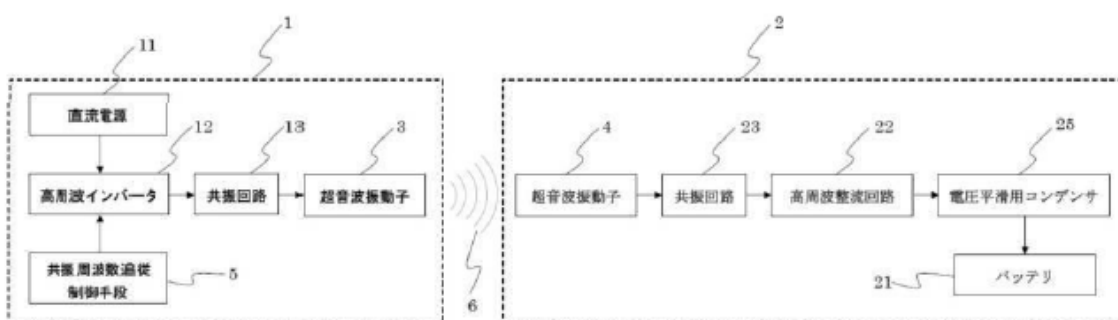 1
2
11
直流電源
12
13
3
4
23
22
25
高周波インバータ
共振回路
超音波振動子
超音波振動子
共振回路
高周波整流回路
電圧平滑用コンデンサ
共振周波数追従
制御手段
5
6
21
バッテリ